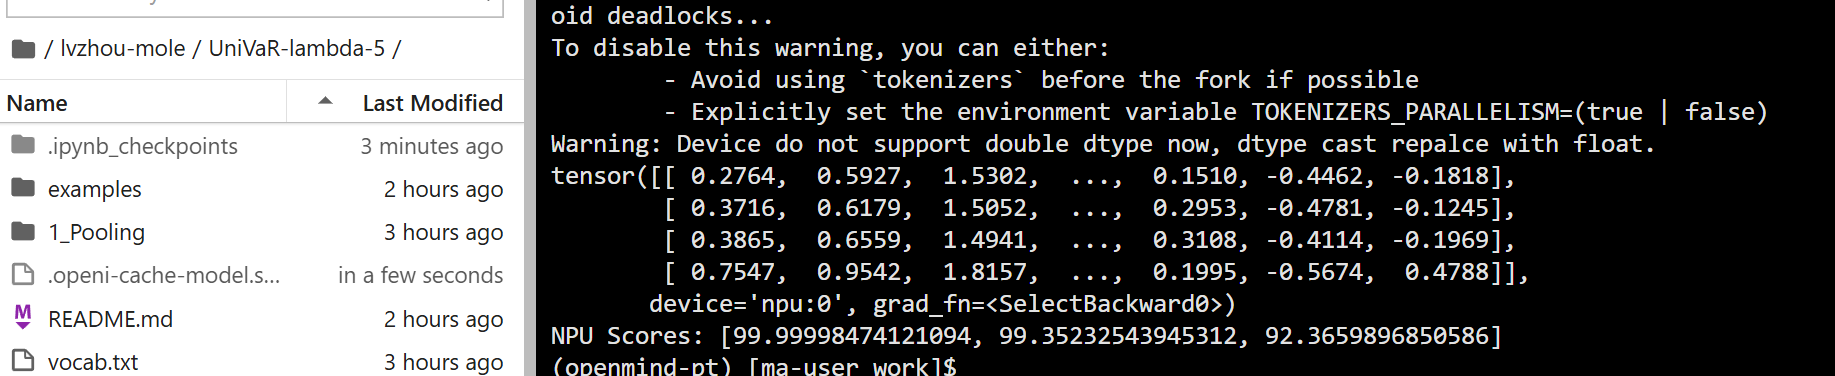 / lvzhou-mole / UniVaR-lambda-5 /
Name Last Modified
.ipynb_checkpoints 3 minutes ago
examples 2 hours ago
1_Pooling 3 hours ago
.openi-cache-model.s... in a few seconds
README.md 2 hours ago
vocab.txt 3 hours ago
oid deadlocks...
To disable this warning, you can either:
- Avoid using `tokenizers` before the fork if possible
- Explicitly set the environment variable TOKENIZERS_PARALLELISM=(true | false)
Warning: Device do not support double dtype now, dtype cast repalce with float.
tensor([[ 0.2764,  0.5927,  1.5302,  ...,  0.1510, -0.4462, -0.1818],
[ 0.3716,  0.6179,  1.5052,  ...,  0.2953, -0.4781, -0.1245],
[ 0.3865,  0.6559,  1.4941,  ...,  0.3108, -0.4114, -0.1969],
[ 0.7547,  0.9542,  1.8157,  ...,  0.1995, -0.5674,  0.4788]],
device='npu:0', grad_fn=<SelectBackward0>)
NPU Scores: [99.99998474121094, 99.35232543945312, 92.3659896850586]
(openmind-pt) [ma-user work]$